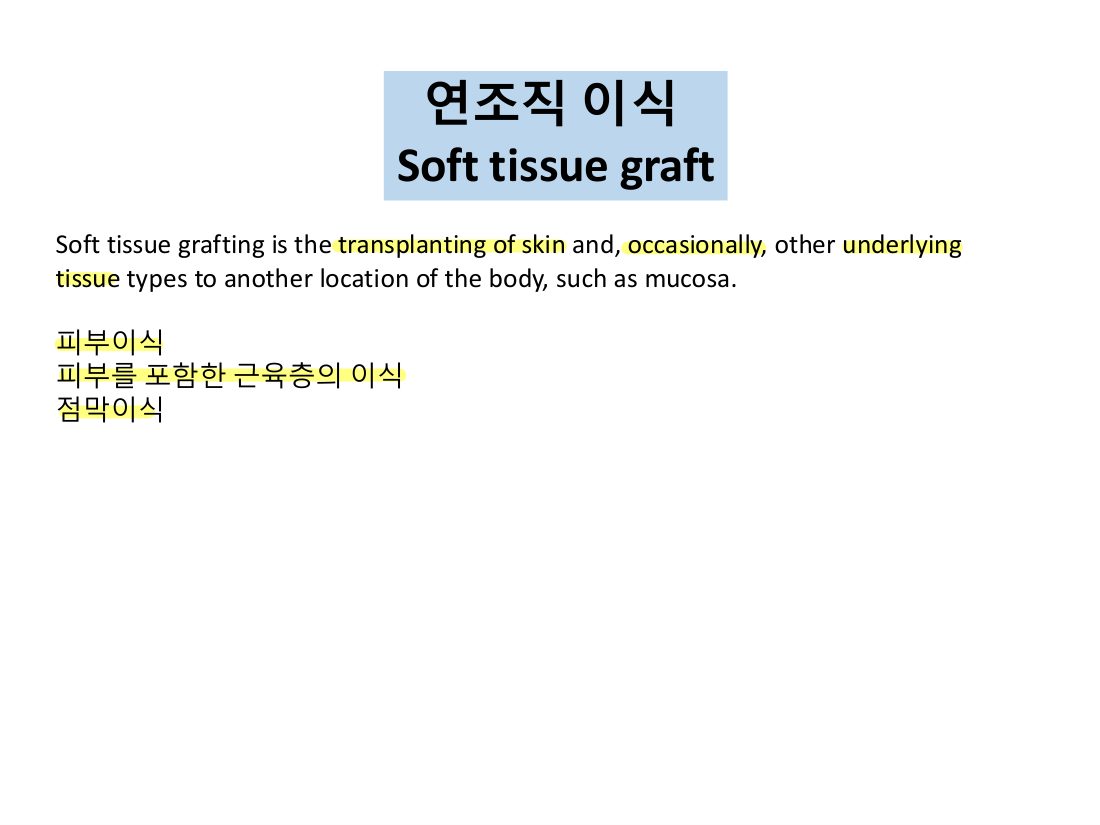 연조직 이식
Soft tissue graft
Soft tissue grafting is the transplanting of skin and, occasionally, other underlying
tissue types to another location of the body, such as mucosa.
피부이식
피부를 포함한 근육층의 이식
점막이식